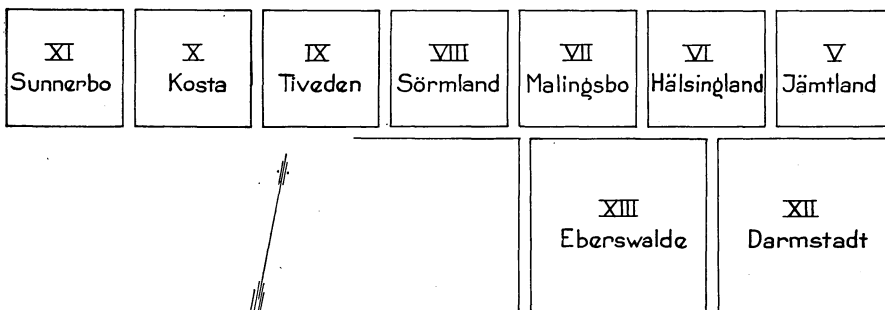 XI
Sunnerbo
X
Kosta
IX
Tiveden
VIII
Sörmland
VII
Malingsbo
VI
Hälsingland
V
Jämtland
XIII
Eberswalde
XII
Darmstadt